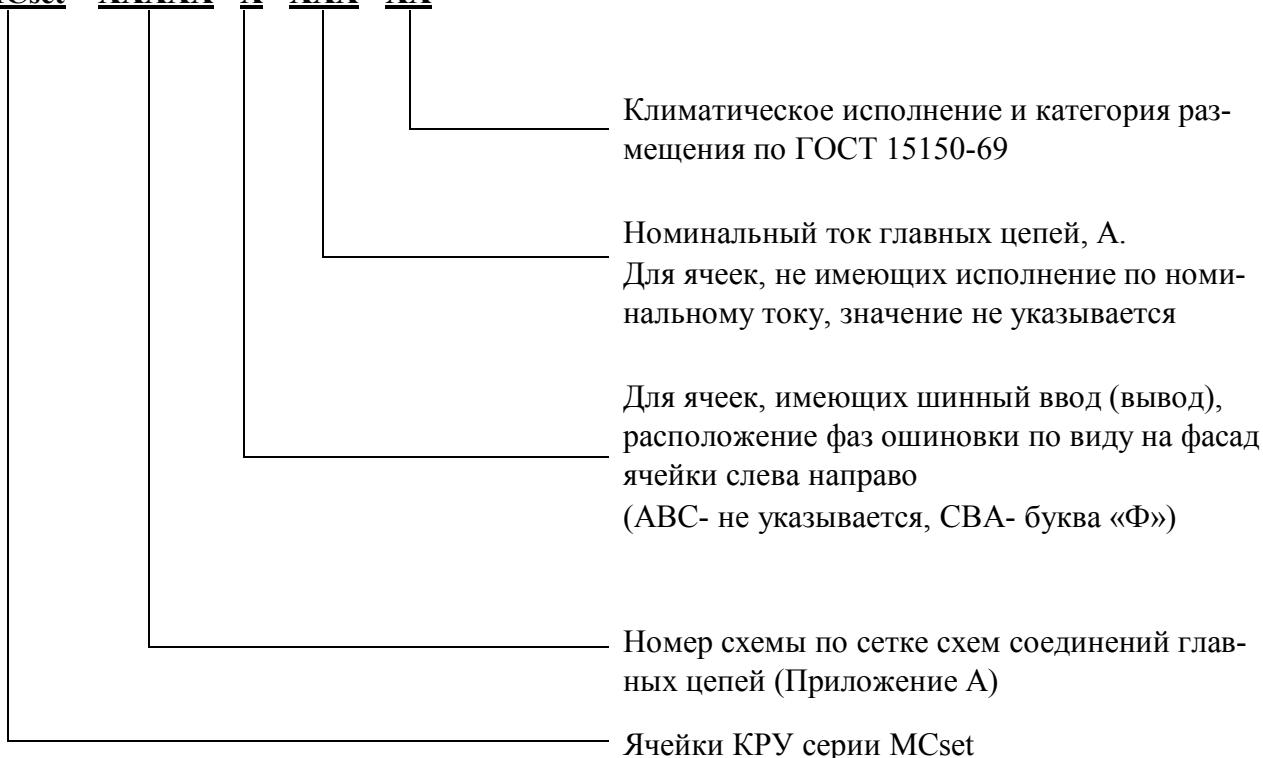 Климатическое исполнение и категория раз-
мещения по ГОСТ 15150-69
Номинальный ток главных цепей, А.
Для ячеек, не имеющих исполнение по номи-
нальному току, значение не указывается
Для ячеек, имеющих шинный ввод (вывод),
расположение фаз ошиновки по виду на фасад
ячейки слева направо
(АВС- не указывается, СВА- буква «Ф»)
Номер схемы по сетке схем соединений глав-
ных цепей (Приложение А)
Ячейки КРУ серии MCset